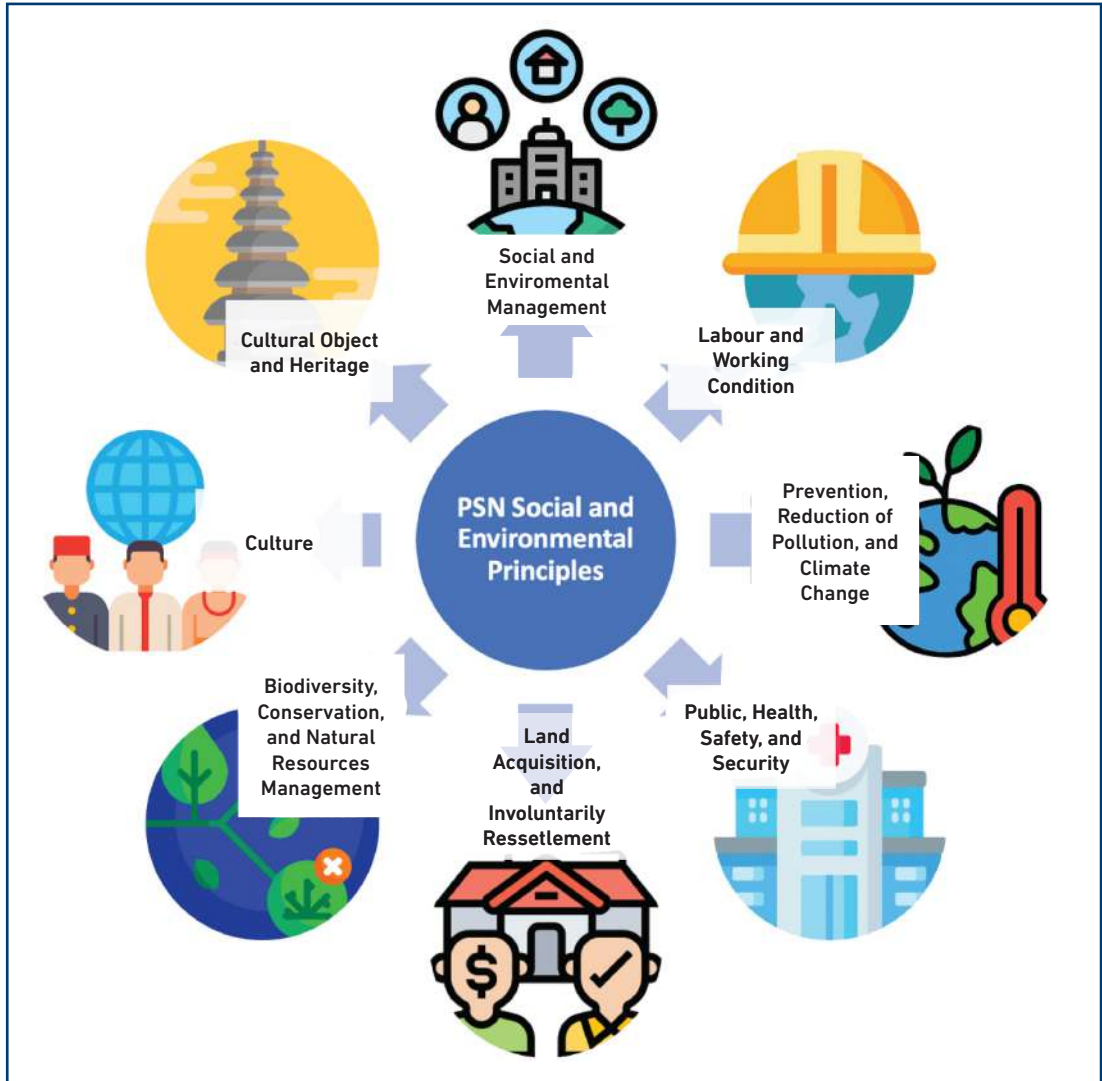 Social and
Enviromental
Management
Cultural Object
and Heritage
Labour and
Working
Condition
PSN Social and
Environmental
Principles
Prevention,
Reduction of
Pollution, and
Climate
Change
Culture
Biodiversity,
Conservation,
and Natural
Resources
Management
Land
Acquisition,
and
Involuntarily
Ressetlement
Public, Health,
Safety, and
Security
$